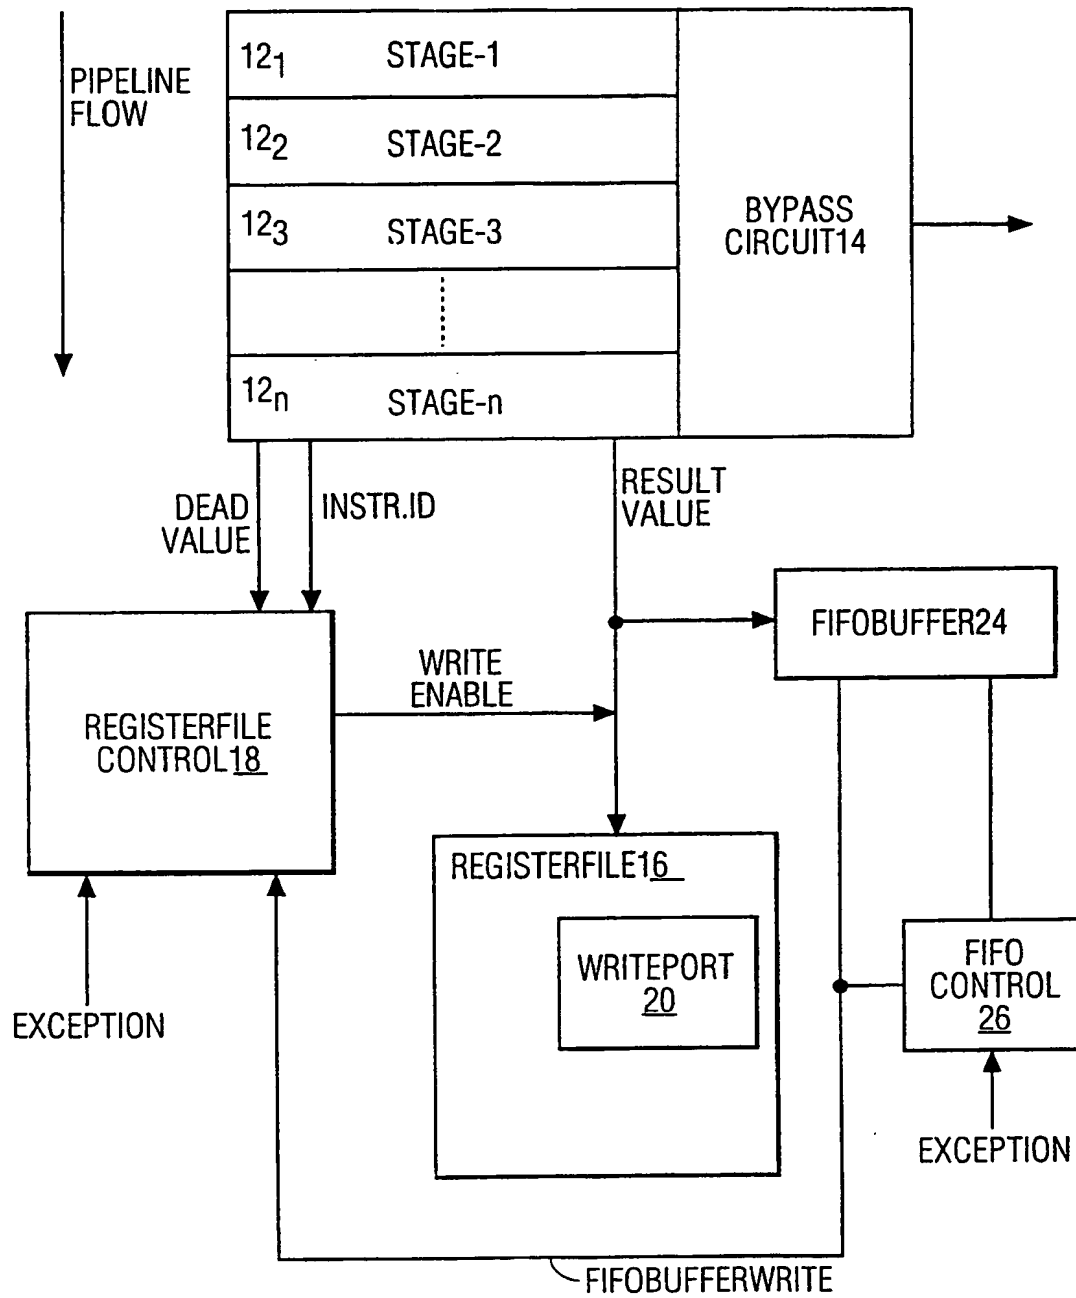 PIPELINE
FLOW
12₁ STAGE-1
12₂ STAGE-2
12₃ STAGE-3
12ₙ STAGE-n
BYPASS
CIRCUIT14
DEAD
VALUE
INSTR.ID
RESULT
VALUE
FIFOBUFFER24
WRITE
ENABLE
REGISTERFILE
CONTROL18
REGISTERFILE16
WRITEPORT
20
FIFO
CONTROL
26
EXCEPTION
EXCEPTION
FIFOBUFFERWRITE